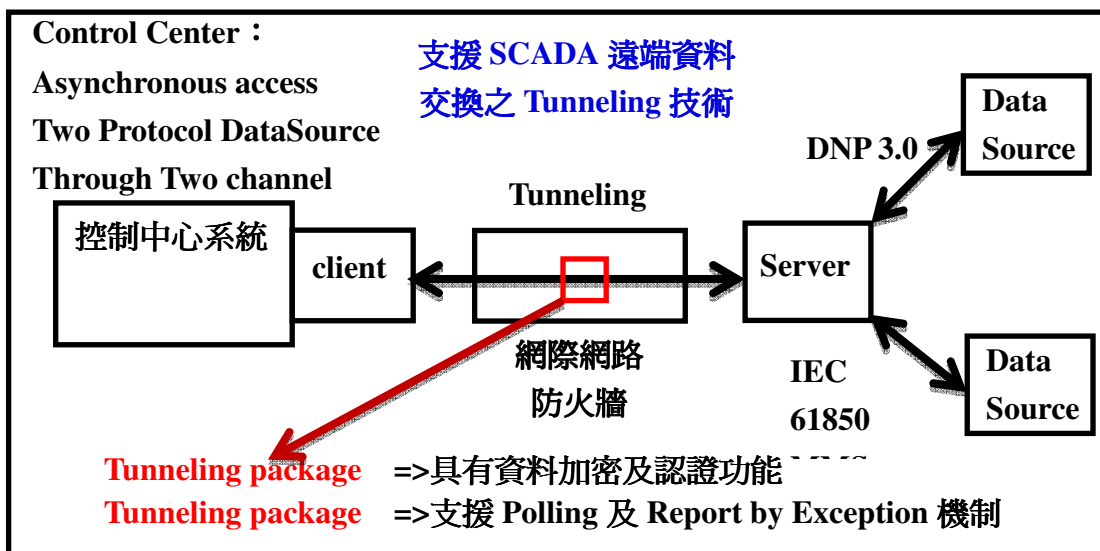 Control Center：
Asynchronous access
Two Protocol DataSource
Through Two channel
支援 SCADA 遠端資料
交換之 Tunneling 技術
Data
Source
DNP 3.0
Tunneling
控制中心系統
client
Server
網際網路
防火牆
IEC
61850
Data
Source
Tunneling package =>具有資料加密及認證功能
Tunneling package =>支援 Polling 及 Report by Exception 機制